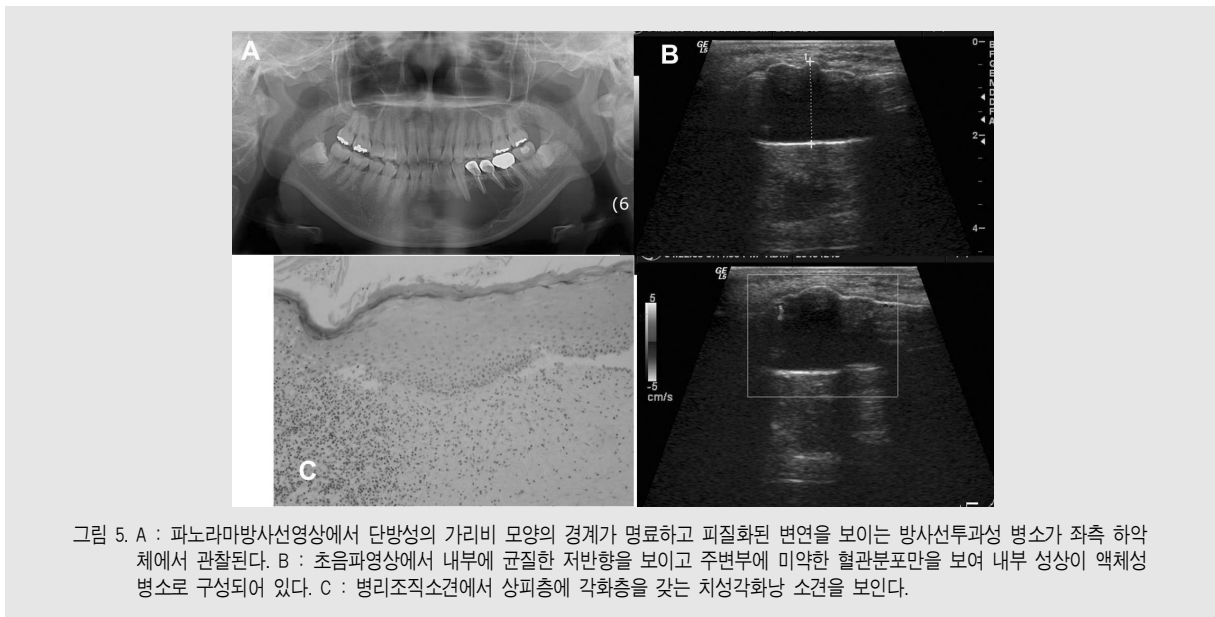 A
B
C
GE
L5
0
2
4
(6
GE
L5
5
-5
cm/s
그림 5. A : 파노라마방사선영상에서 단방성의 가리비 모양의 경계가 명료하고 피질화된 변연을 보이는 방사선투과성 병소가 좌측 하악
체에서 관찰된다. B : 초음파영상에서 내부에 균질한 저반향을 보이고 주변부에 미약한 혈관분포만을 보여 내부 성상이 액체성
병소로 구성되어 있다. C : 병리조직소견에서 상피층에 각화층을 갖는 치성각화낭 소견을 보인다.